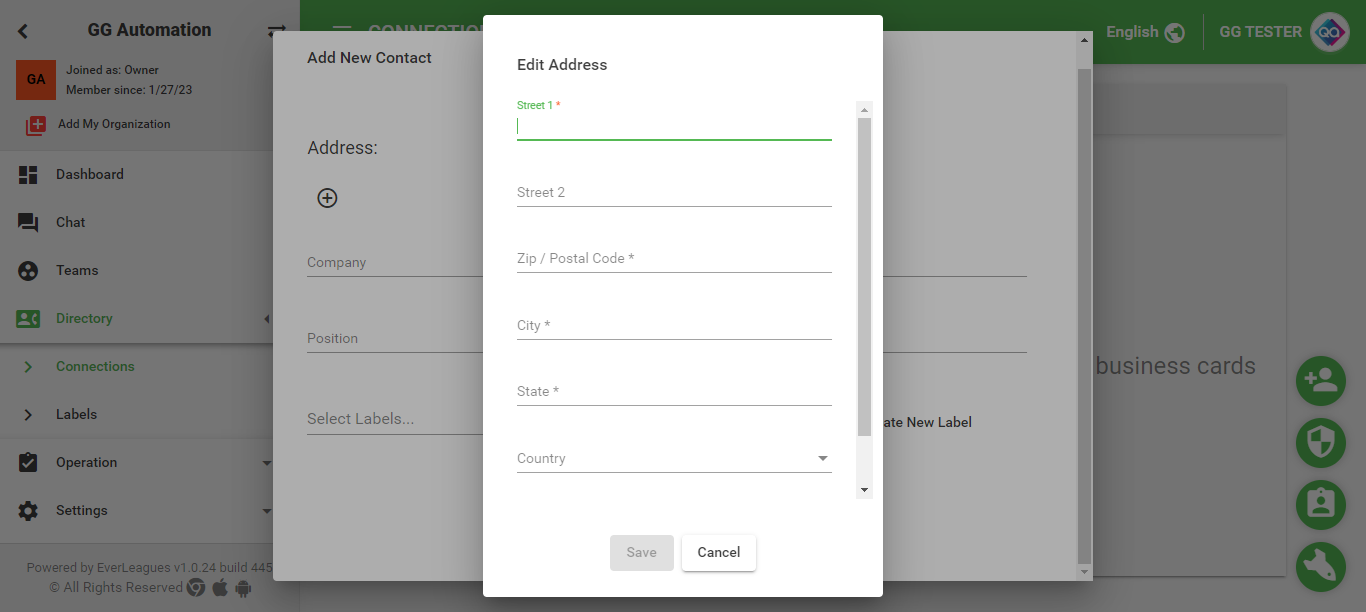 GG Automation
GA
Joined as: Owner
Member since: 1/27/23
Add My Organization
Dashboard
Chat
Teams
Directory
Connections
Labels
Operation
Settings
Powered by EverLeagues v1.0.24 build 445
© All Rights Reserved
English
GG TESTER
Add New Contact
Address:
Company
Position
Select Labels...
ate New Label
business cards
Edit Address
Street 1 *
Street 2
Zip / Postal Code *
City *
State *
Country
Save
Cancel